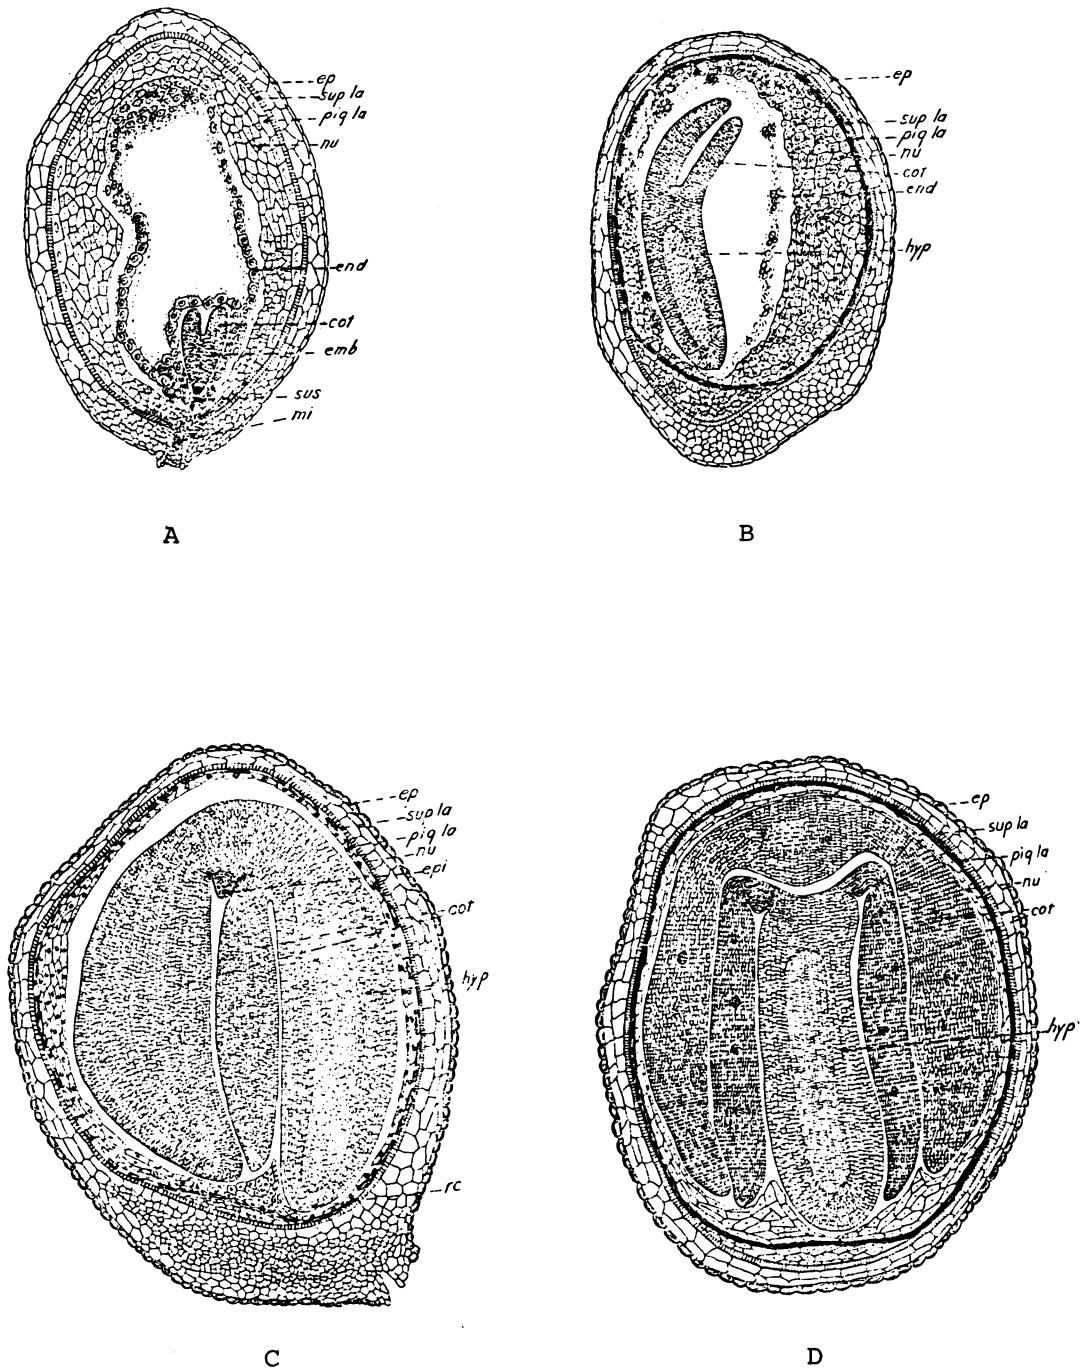 ep
sup la
pig la
nu
end
cot
emb
sus
mi
A
ep
sup la
pig la
nu
cot
end
hyp
B
ep
sup la
pig la
nu
epi
cot
hyp
rc
C
ep
sup la
pig la
nu
cot
hyp
D